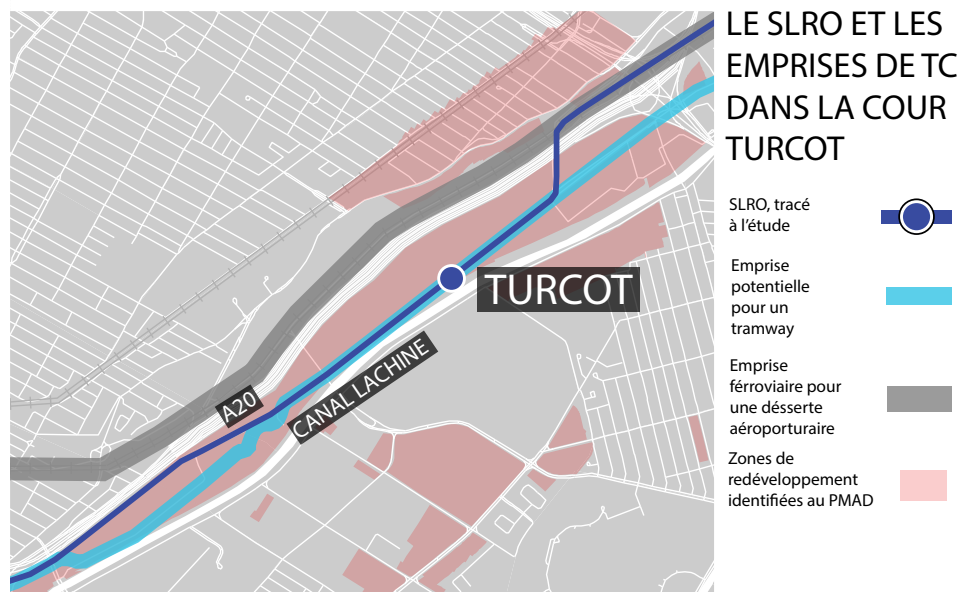 LE SLRO ET LES
EMPRISES DE TC
DANS LA COUR
TURCOT
SLRO, tracé
à l'étude
Emprise
potentielle
pour un
tramway
Emprise
férroviaire pour
une désserte
aéroporturaire
Zones de
redéveloppement
identifiées au PMAD
TURCOT
A20
CANAL LACHINE